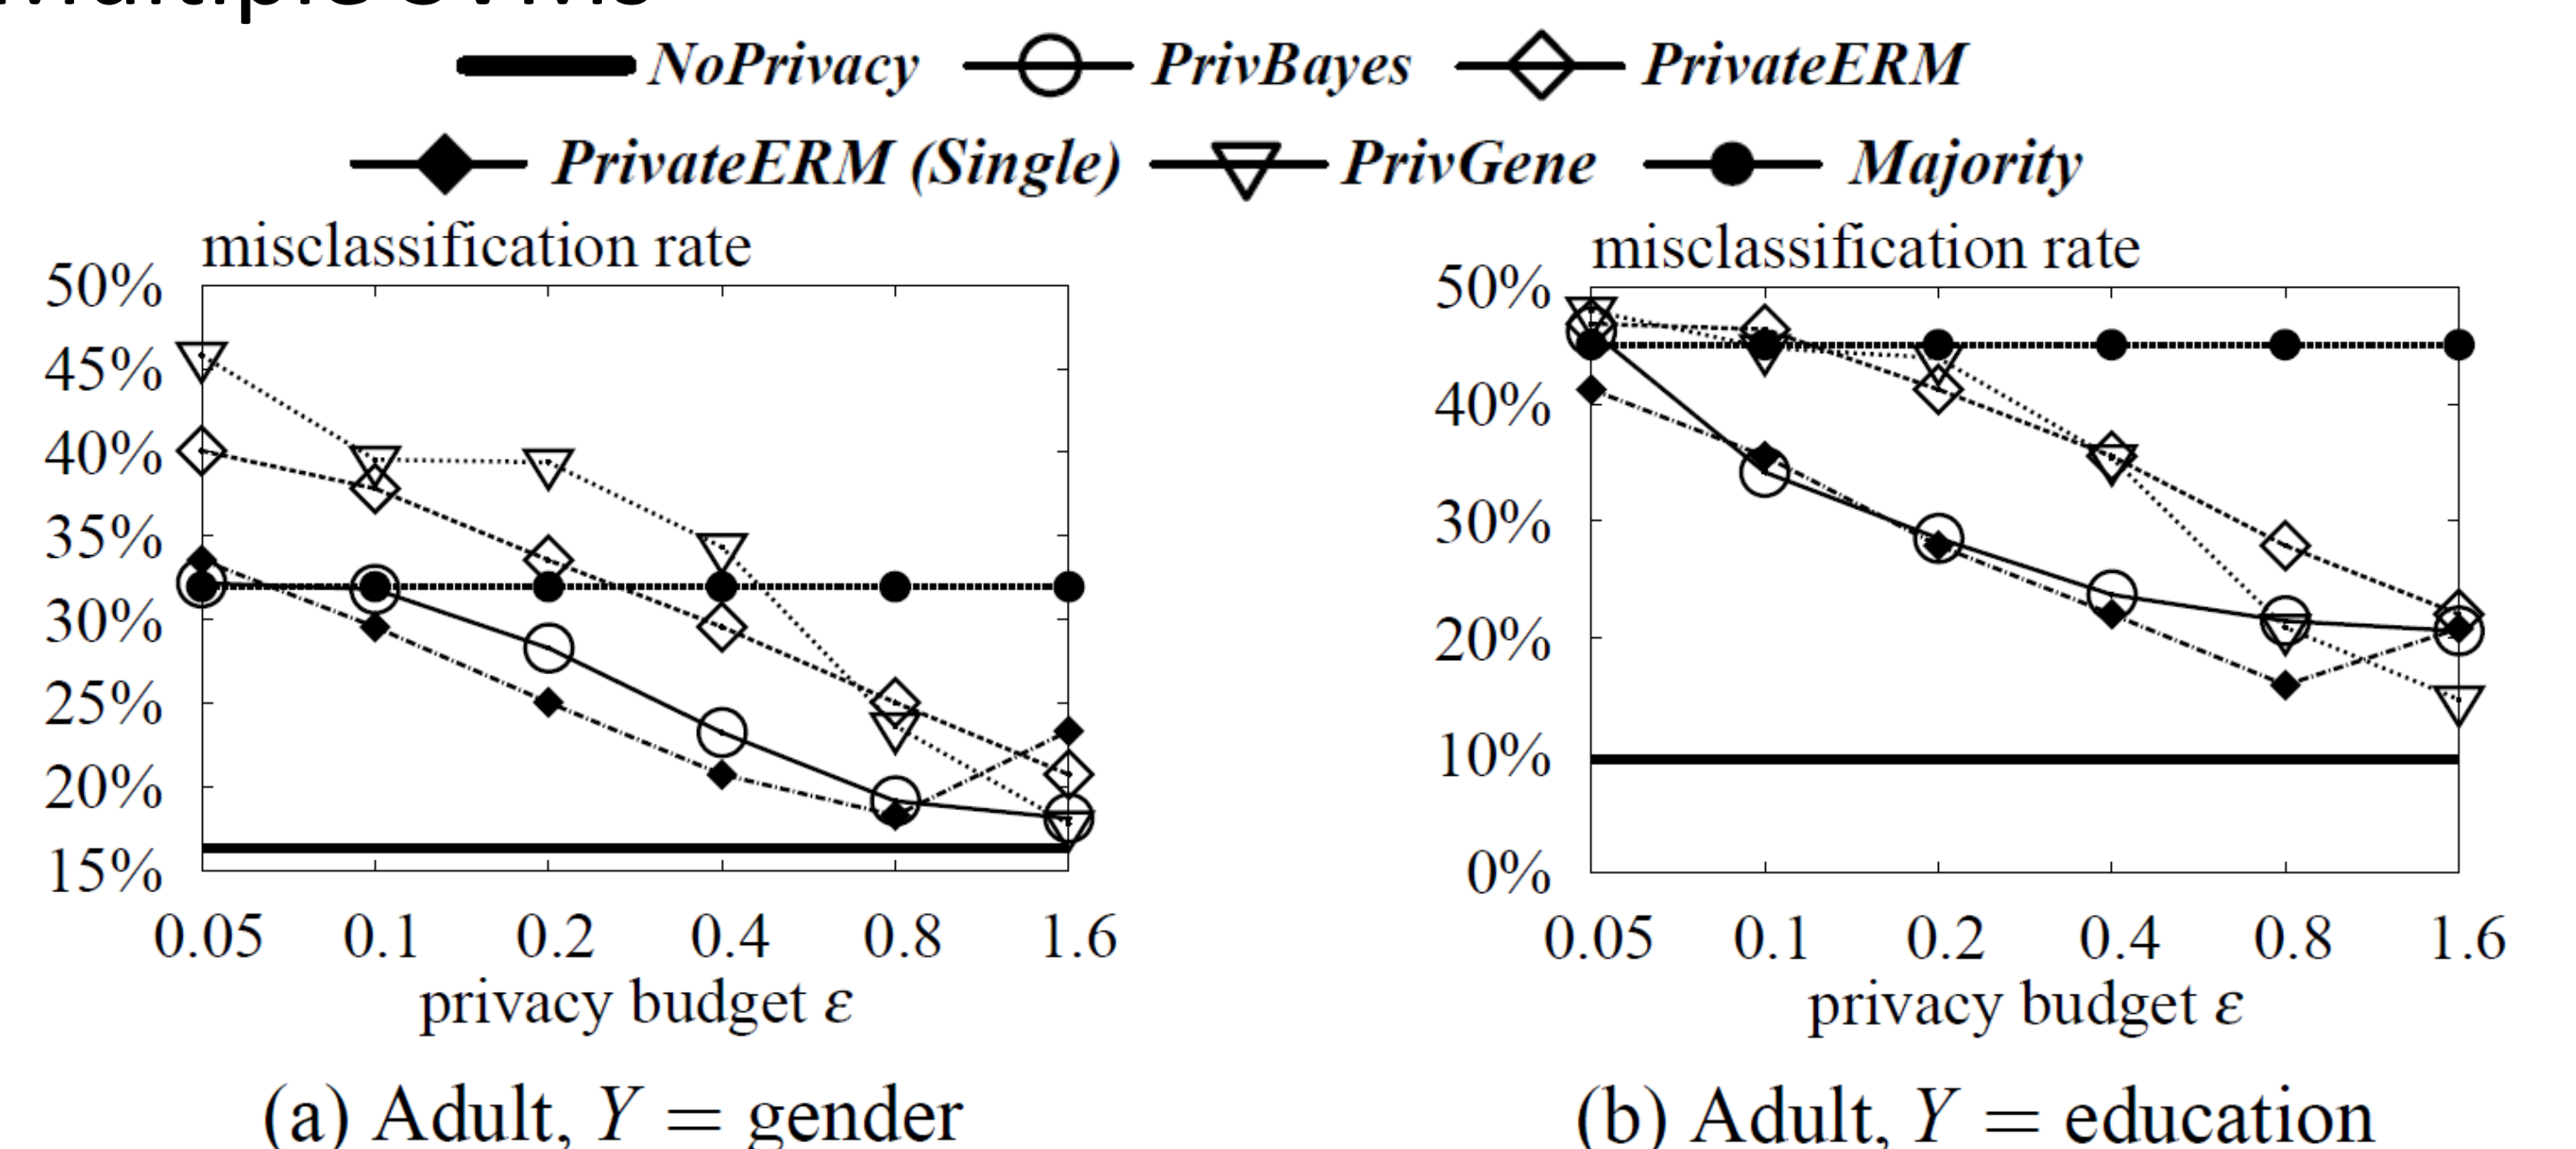 Multiple SVMs
NoPrivacy PrivBayes PrivateERM
PrivateERM (Single) PrivGene Majority
misclassification rate
50%
45%
40%
35%
30%
25%
20%
15%
0.05 0.1 0.2 0.4 0.8 1.6
privacy budget ε
(a) Adult, Y = gender
misclassification rate
50%
40%
30%
20%
10%
0%
0.05 0.1 0.2 0.4 0.8 1.6
privacy budget ε
(b) Adult, Y = education